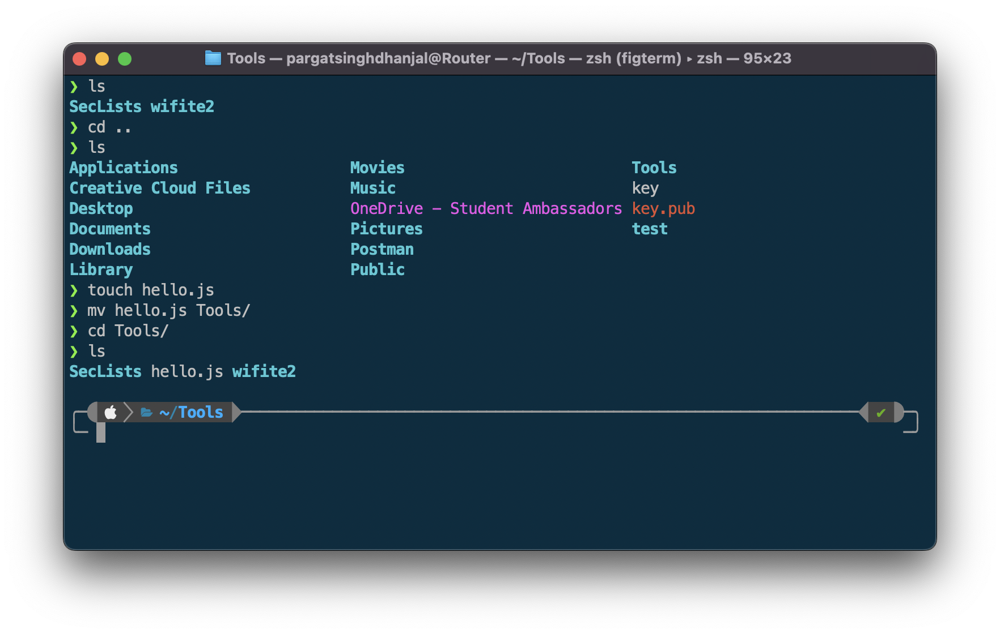 Tools — pargatsinghdhanjal@Router — ~/Tools — zsh (figterm) ▸ zsh — 95×23
❯ ls
SecLists wifite2
❯ cd ..
❯ ls
Applications Movies Tools
Creative Cloud Files Music key
Desktop OneDrive - Student Ambassadors key.pub
Documents Pictures test
Downloads Postman
Library Public
❯ touch hello.js
❯ mv hello.js Tools/
❯ cd Tools/
❯ ls
SecLists hello.js wifite2
~/Tools ✔